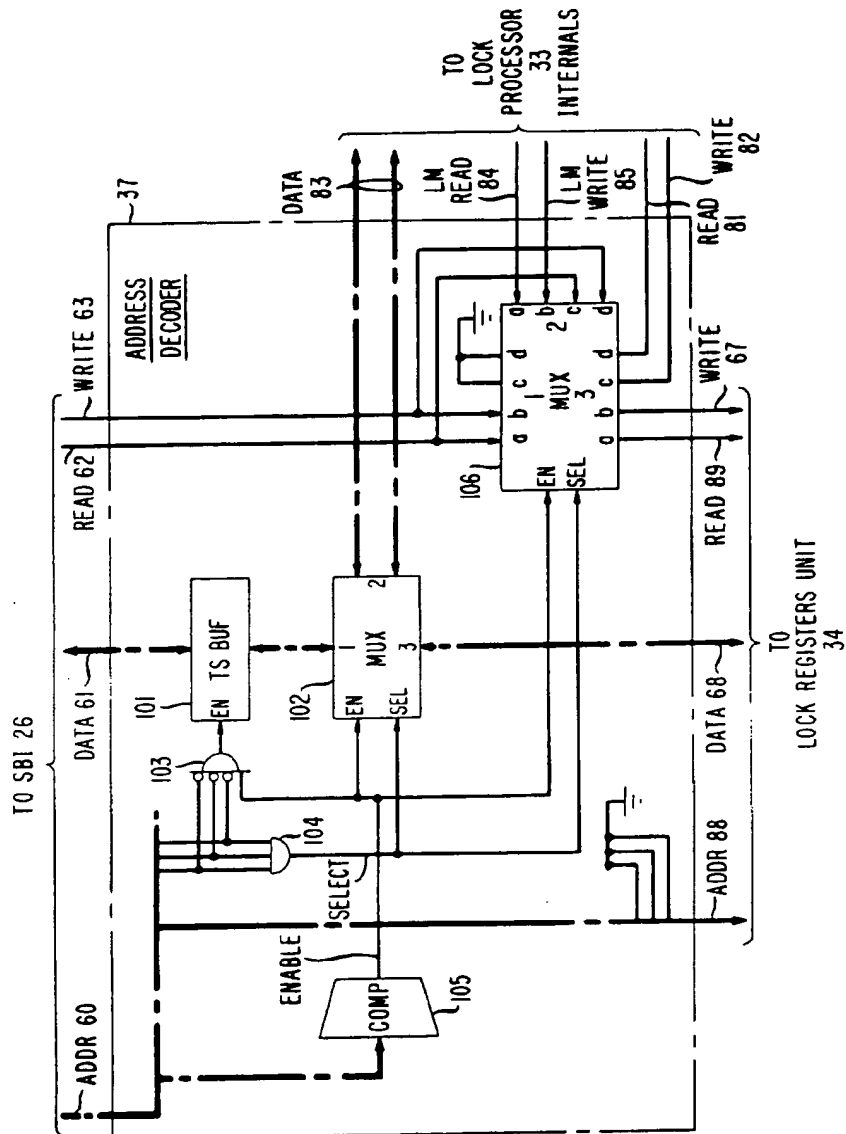 TO SBI 26
ADDR 60
DATA 61
READ 62
WRITE 63
37
ADDRESS
DECODER
101
EN
TS BUF
103
104
102
EN
SEL
1
MUX
2
3
DATA
83
TO LOCK
PROCESSOR
33
INTERNALS
LM
READ
84
LM
WRITE
85
READ
81
WRITE
82
106
EN
SEL
a b c d
1
MUX
3
2
a
b
c
d
a b c d
SELECT
ENABLE
COMP
105
ADDR 88
DATA 68
READ 89
WRITE 67
TO
LOCK REGISTERS UNIT
34